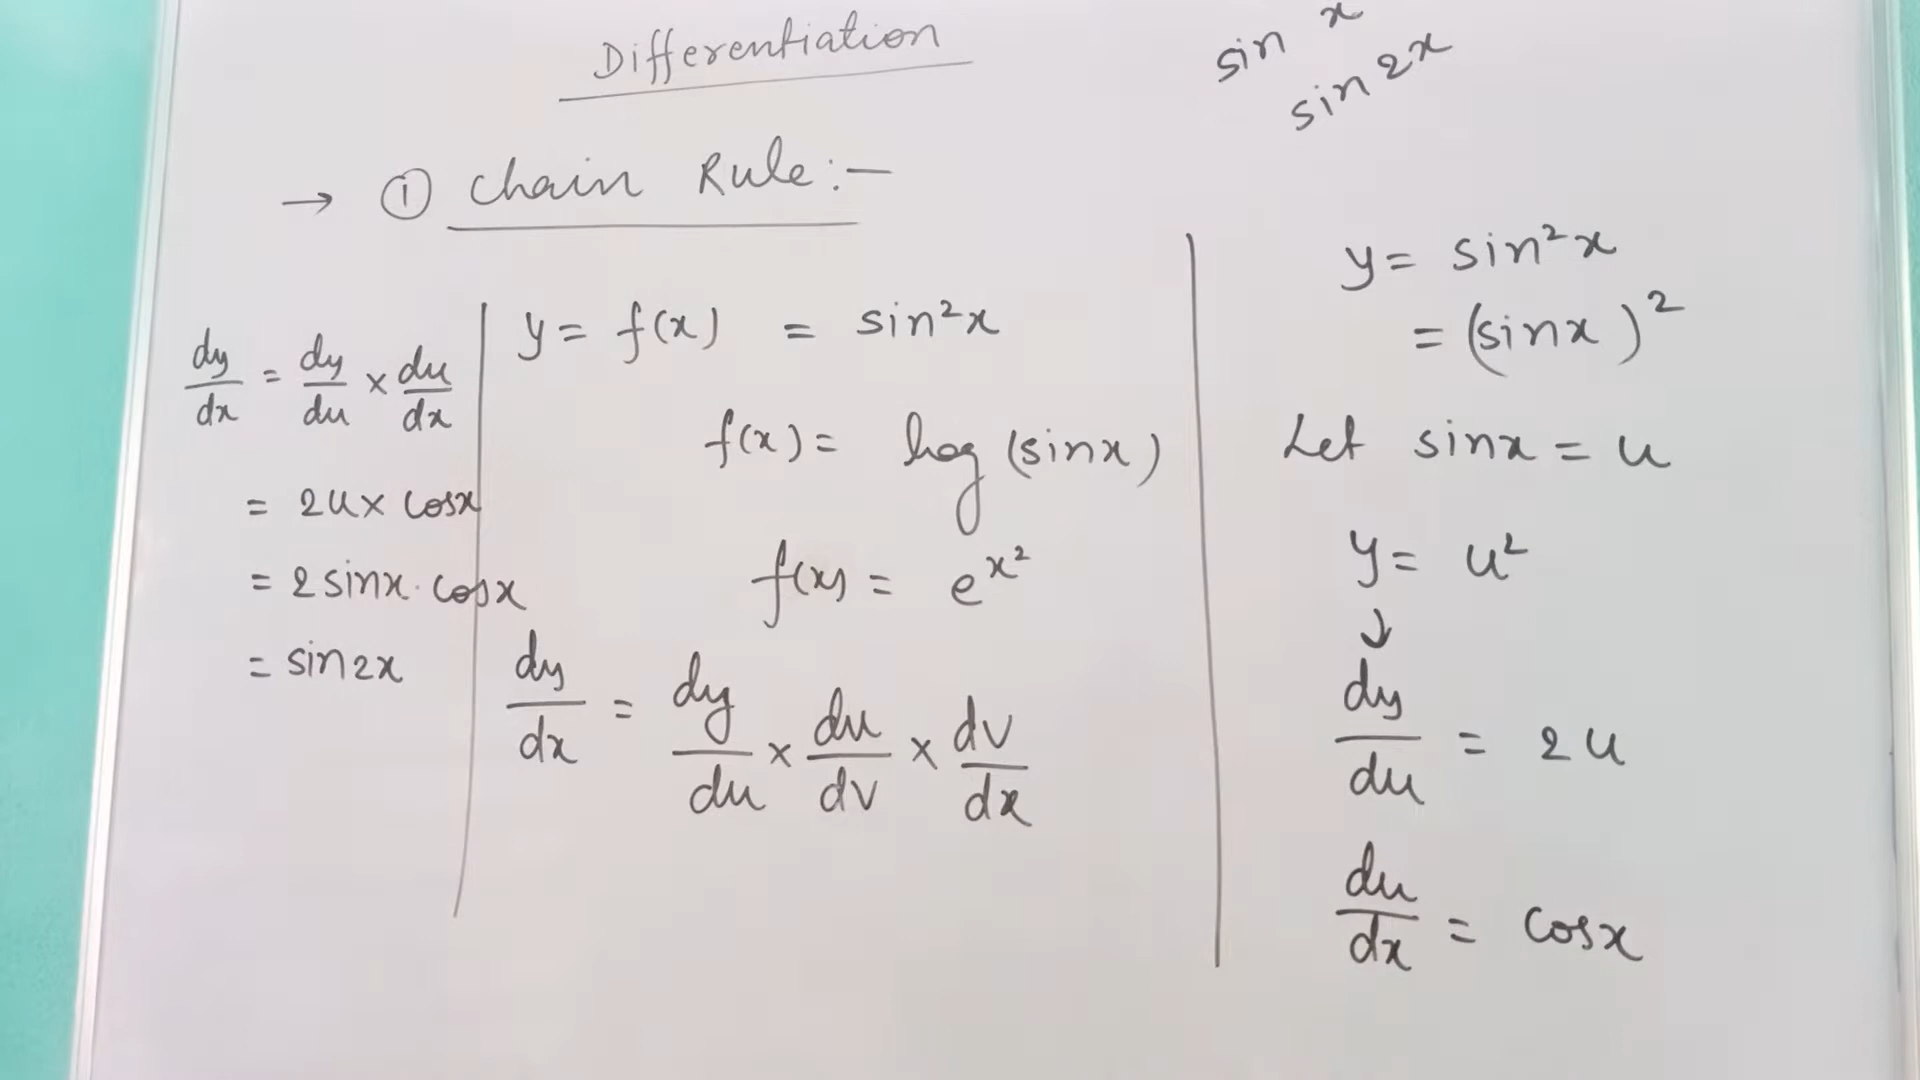 Differentiation
sin x
sin 2x
→ ① Chain Rule:-
dy/dx = dy/du × du/dx
= 2u × cosx
= 2 sinx · cosx
= sin2x
y = f(x) = sin²x
f(x) = log (sinx)
f(x) = e^x²
dy/dx = dy/du × du/dv × dv/dx
y = sin²x
= (sinx)²
Let sinx = u
y = u²
↓
dy/du = 2u
du/dx = cosx